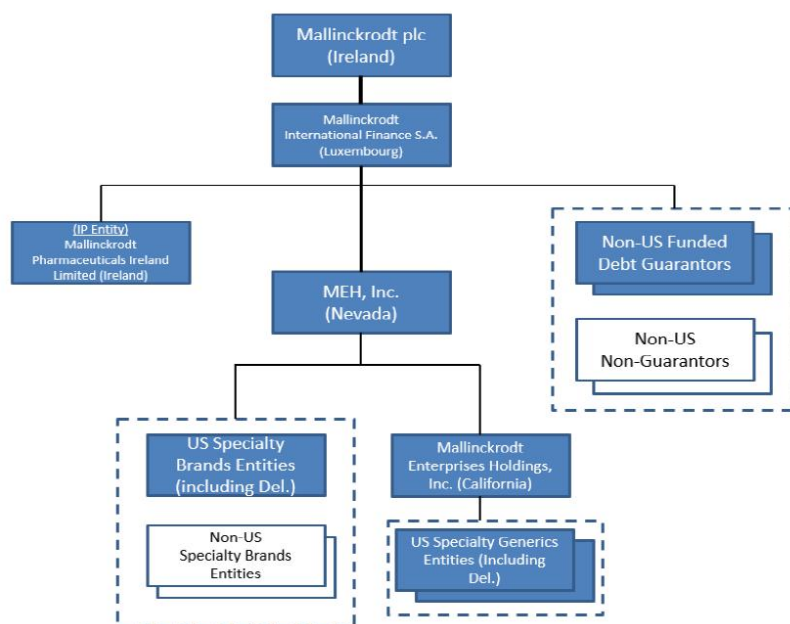 Mallinckrodt plc
(Ireland)
Mallinckrodt
International Finance S.A.
(Luxembourg)
(IP Entity)
Mallinckrodt
Pharmaceuticals Ireland
Limited (Ireland)
Non-US Funded
Debt Guarantors
MEH, Inc.
(Nevada)
Non-US
Non-Guarantors
US Specialty
Brands Entities
(including Del.)
Mallinckrodt
Enterprises Holdings,
Inc. (California)
Non-US
Specialty Brands
Entities
US Specialty Generics
Entities (Including
Del.)